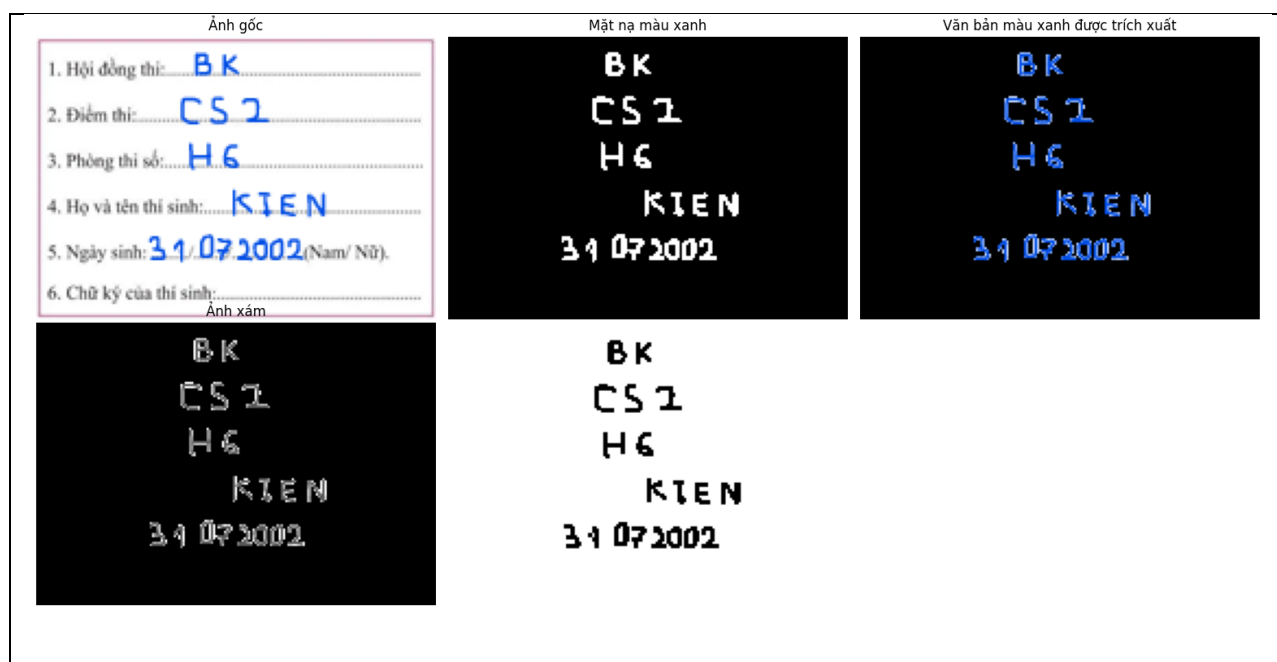 Ảnh gốc
1. Hội đồng thi: BK
2. Điểm thi: CS2
3. Phòng thi số: H6
4. Họ và tên thí sinh: KIEN
5. Ngày sinh: 31/07 2002 (Nam/ Nữ).
6. Chữ ký của thí sinh:
Mặt nạ màu xanh
BK
CS2
H6
KIEN
31 07 2002
Văn bản màu xanh được trích xuất
BK
CS2
H6
KIEN
31 07 2002
Ảnh xám
BK
CS2
H6
KIEN
31 07 2002
BK
CS2
H6
KIEN
31 07 2002